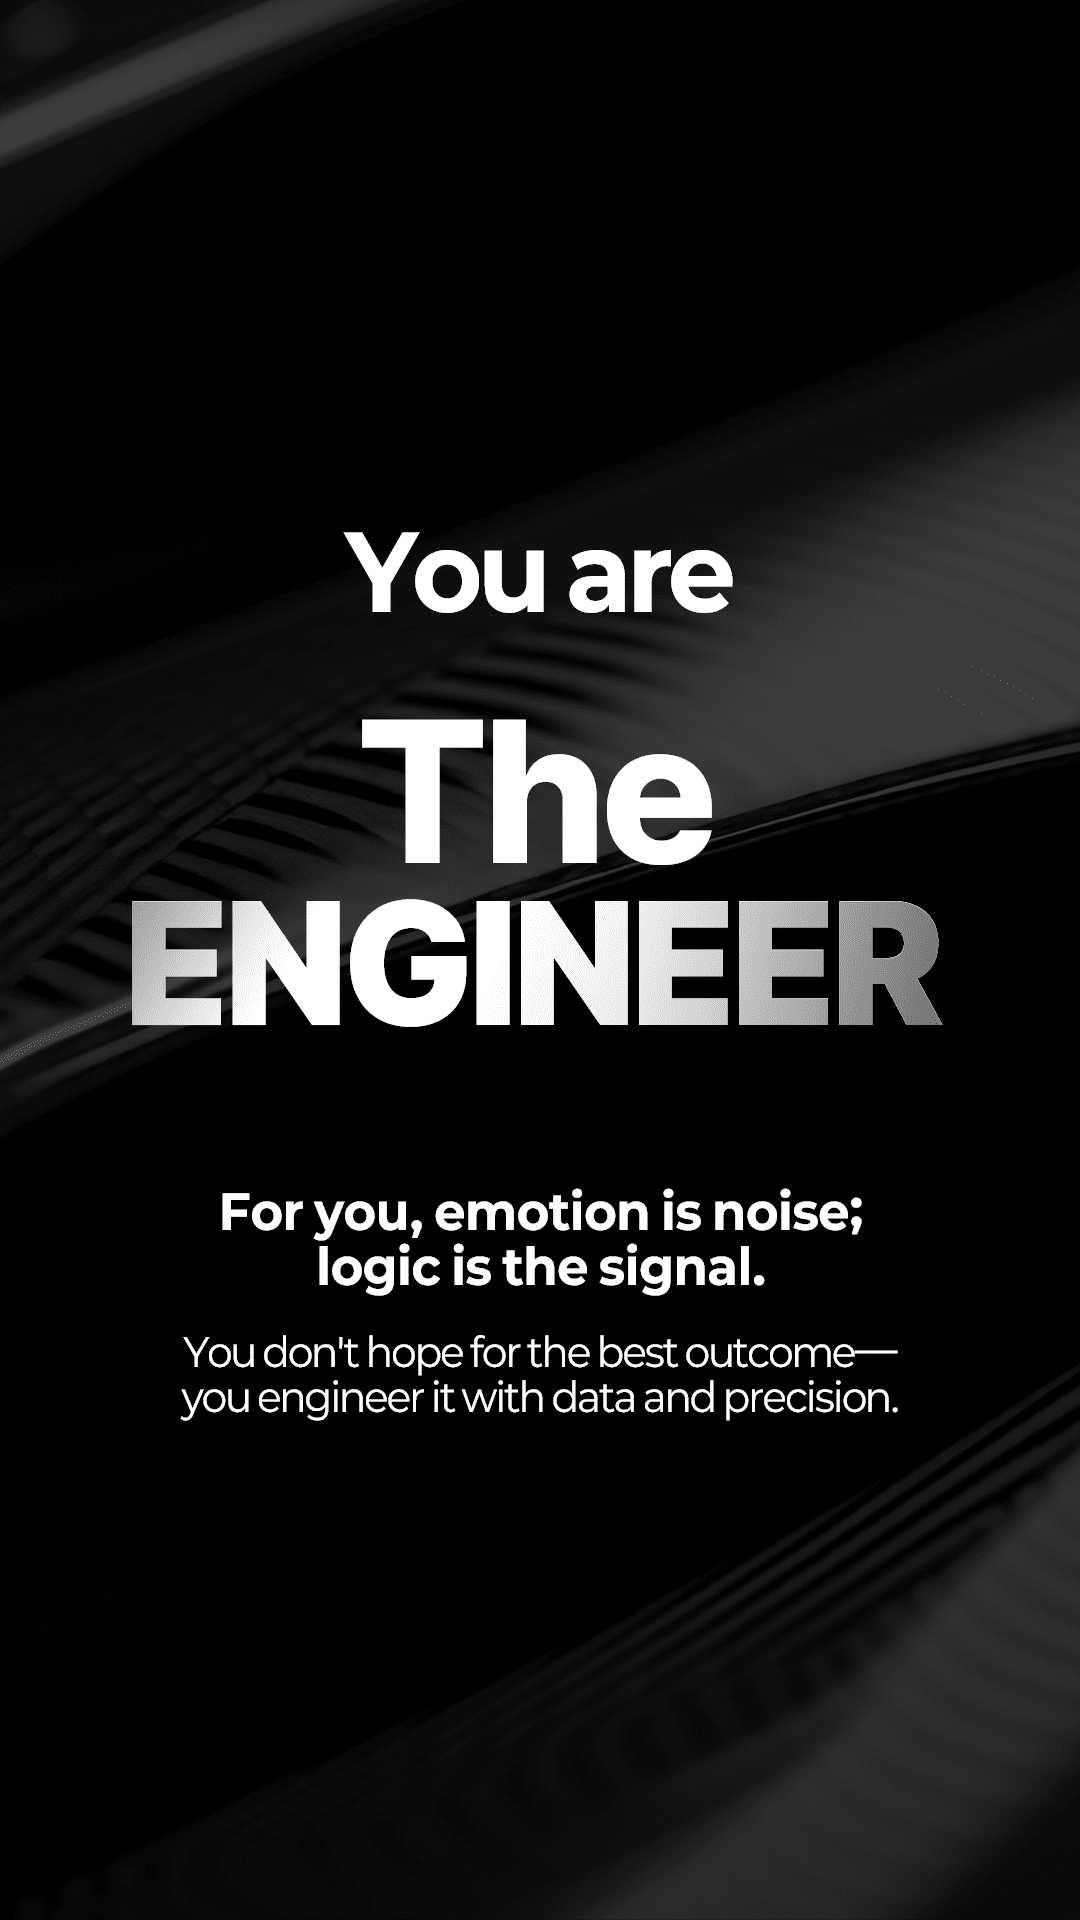 You are
The
ENGINEER
For you, emotion is noise;
logic is the signal.
You don't hope for the best outcome—
you engineer it with data and precision.